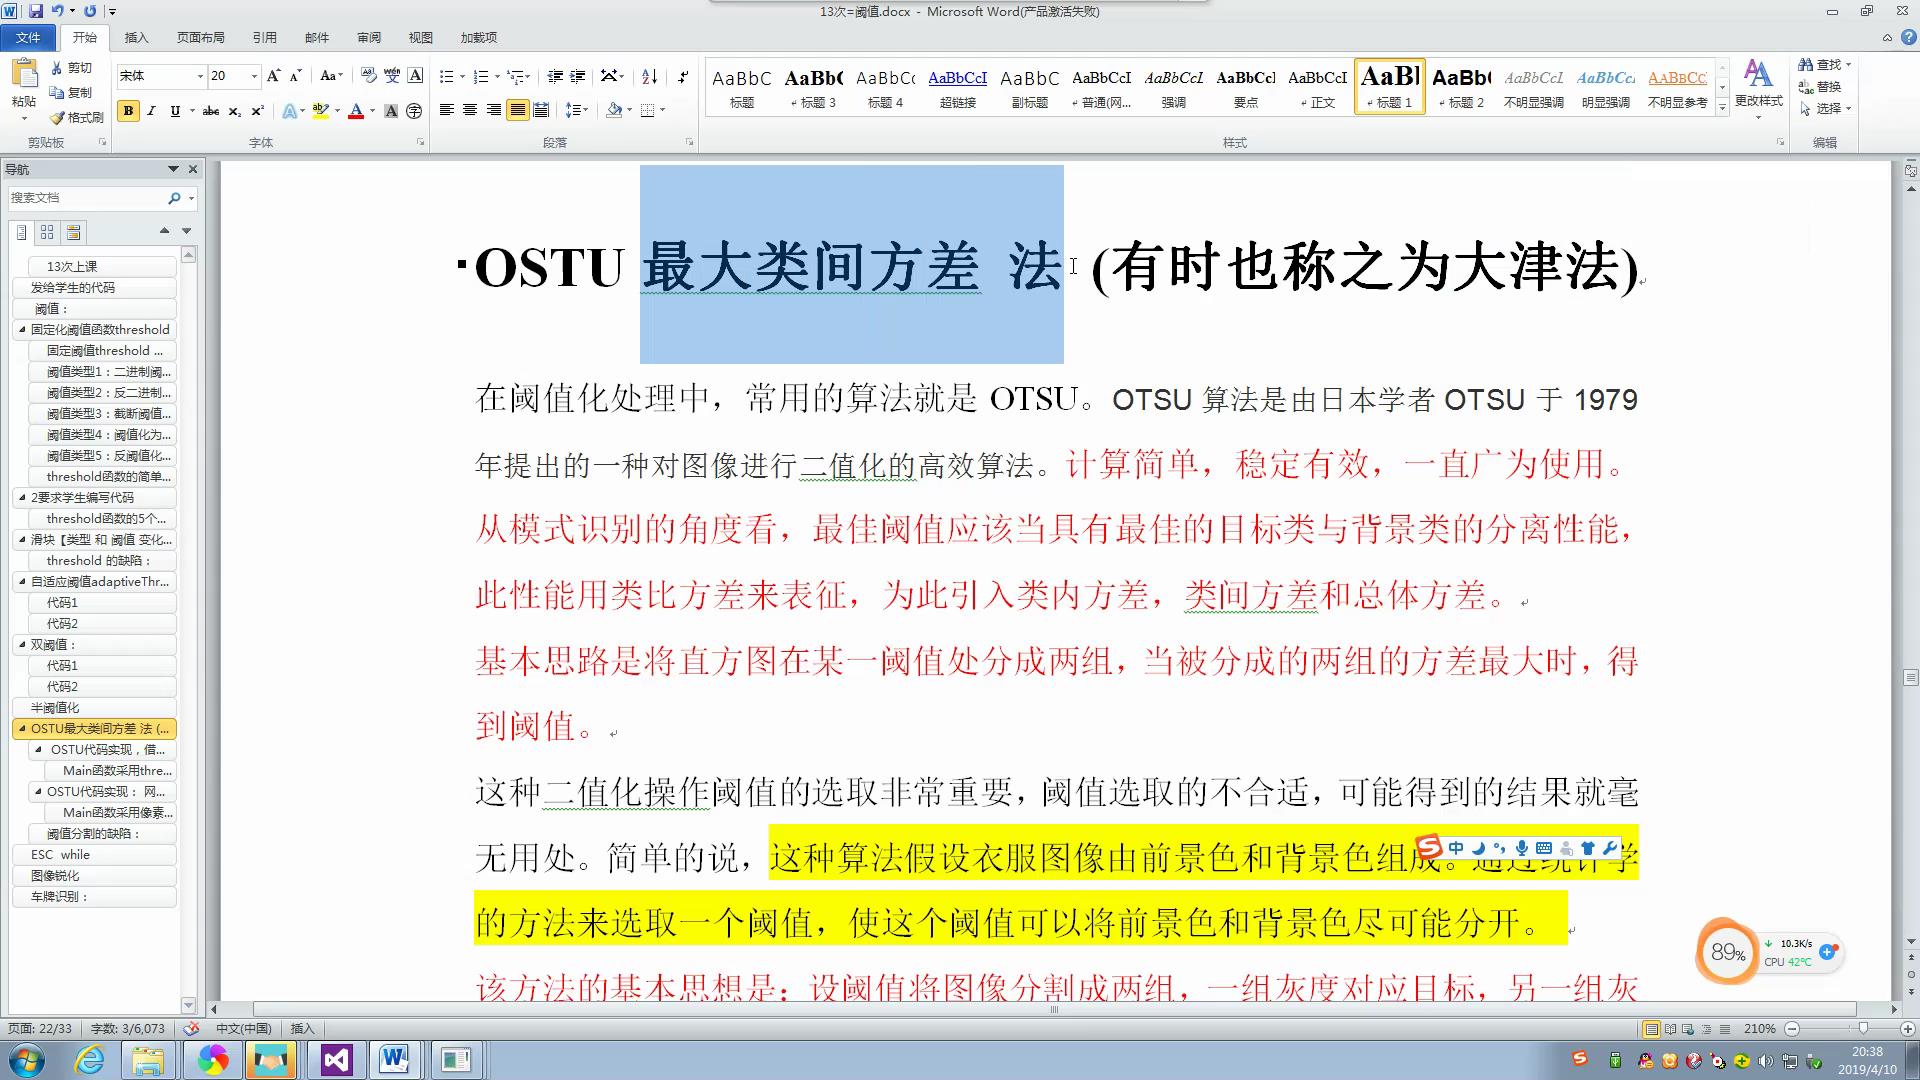 13次=阈值.docx - Microsoft Word(产品激活失败)
文件 开始 插入 页面布局 引用 邮件 审阅 视图 加载项
粘贴 剪切 复制 格式刷 剪贴板
宋体 20
字体
段落
AaBbC 标题
AaBb( 标题 3
AaBbCc 标题 4
AaBbCcI 超链接
AaBbC 副标题
AaBbCcI 普通(网...
AaBbCcL 强调
AaBbCcI 要点
AaBbCcI 正文
AaBl 标题 1
AaBb( 标题 2
AaBbCcL 不明显强调
AaBbCcL 明显强调
AABBCC 不明显参考
更改样式
样式
查找
替换
选择
编辑
导航
搜索文档
13次上课
发给学生的代码
阈值：
固定化阈值函数threshold
固定阈值threshold ...
阈值类型1：二进制阈...
阈值类型2：反二进制...
阈值类型3：截断阈值...
阈值类型4：阈值化为...
阈值类型5：反阈值化...
threshold函数的简单...
2要求学生编写代码
threshold函数的5个...
滑块【类型 和 阈值 变化...
threshold 的缺陷：
自适应阈值adaptiveThr...
代码1
代码2
双阈值：
代码1
代码2
半阈值化
OSTU最大类间方差 法 (...
OSTU代码实现，借...
Main函数采用thre...
OSTU代码实现： 网...
Main函数采用像素...
阈值分割的缺陷：
ESC while
图像锐化
车牌识别：
OSTU 最大类间方差 法 (有时也称之为大津法)
在阈值化处理中，常用的算法就是 OTSU。OTSU 算法是由日本学者 OTSU 于 1979
年提出的一种对图像进行二值化的高效算法。计算简单，稳定有效，一直广为使用。
从模式识别的角度看，最佳阈值应该当具有最佳的目标类与背景类的分离性能，
此性能用类比方差来表征，为此引入类内方差，类间方差和总体方差。
基本思路是将直方图在某一阈值处分成两组，当被分成的两组的方差最大时，得
到阈值。
这种二值化操作阈值的选取非常重要，阈值选取的不合适，可能得到的结果就毫
无用处。简单的说，这种算法假设衣服图像由前景色和背景色组成。通过统计学
的方法来选取一个阈值，使这个阈值可以将前景色和背景色尽可能分开。
该方法的基本思想是：设阈值将图像分割成两组，一组灰度对应目标，另一组灰
中
89%
10.3K/s
CPU 42℃
页面: 22/33 字数: 3/6,073 中文(中国) 插入
210%
20:38
2019/4/10